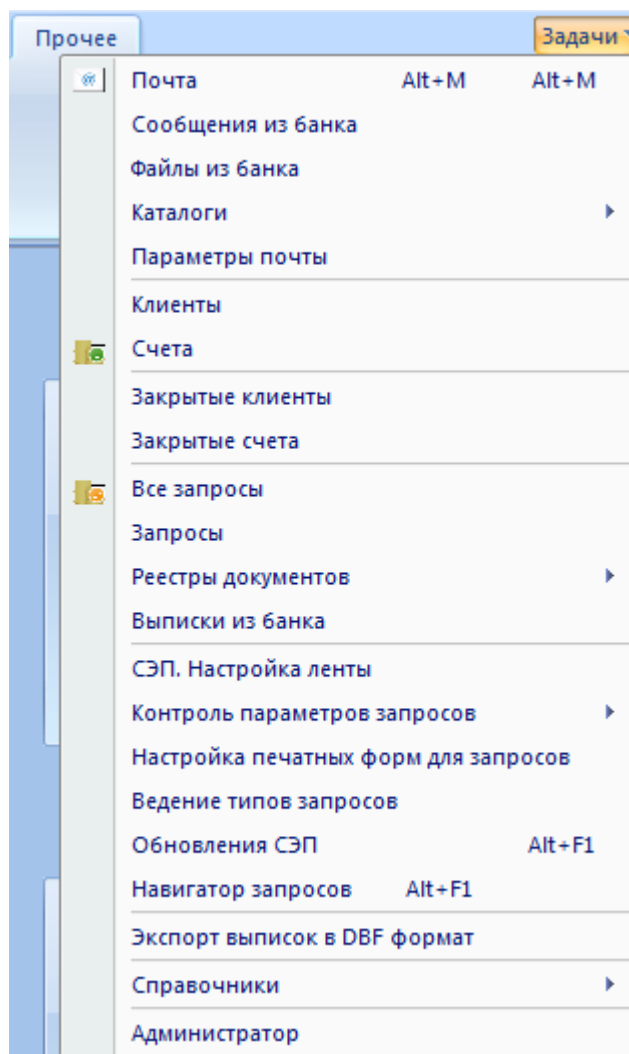 Прочее Задачи
Почта Alt+M Alt+M
Сообщения из банка
Файлы из банка
Каталоги
Параметры почты
Клиенты
Счета
Закрытые клиенты
Закрытые счета
Все запросы
Запросы
Реестры документов
Выписки из банка
СЭП. Настройка ленты
Контроль параметров запросов
Настройка печатных форм для запросов
Ведение типов запросов
Обновления СЭП Alt+F1
Навигатор запросов Alt+F1
Экспорт выписок в DBF формат
Справочники
Администратор